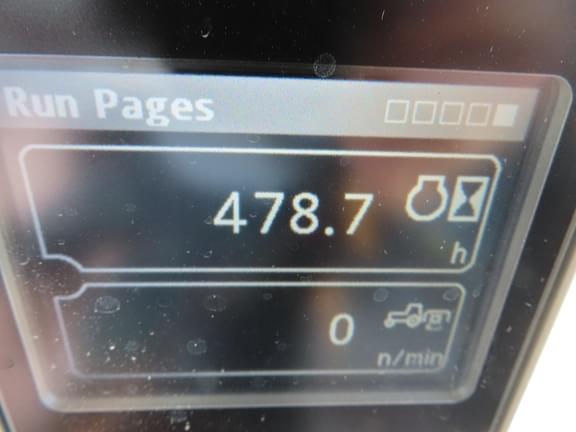 Run Pages
478.7
h
0
n/min